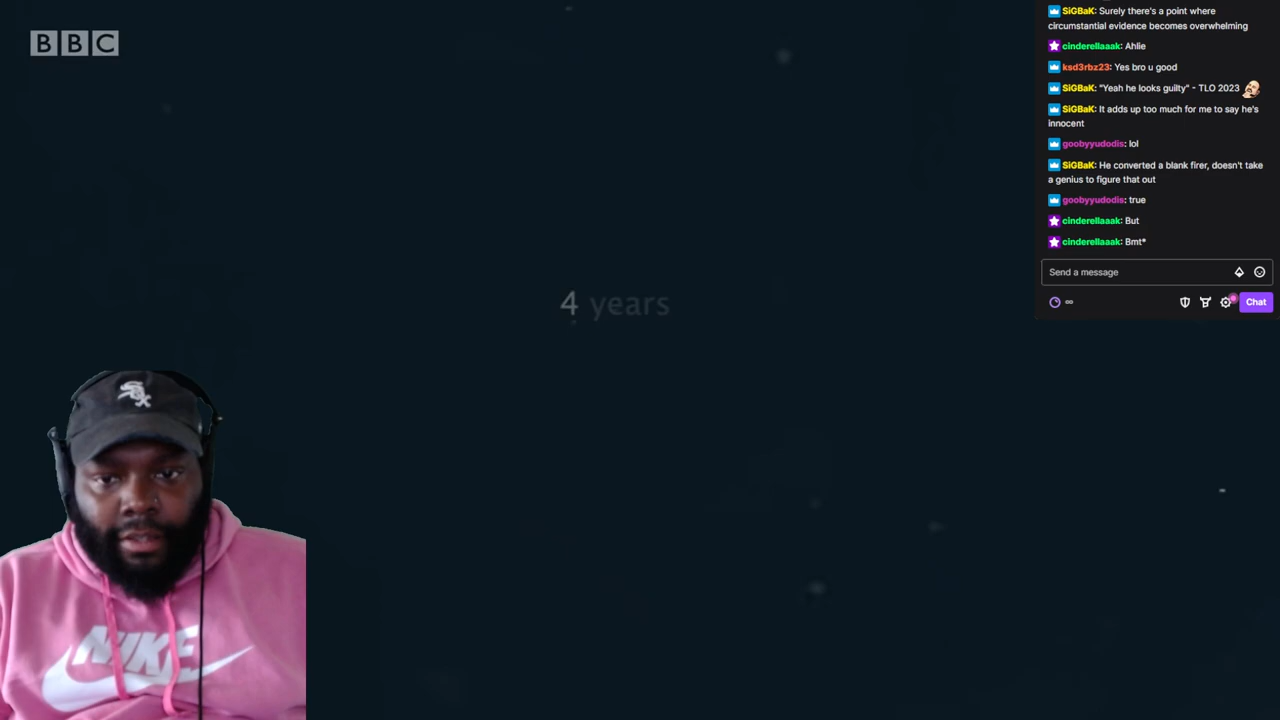 BBC
SiGBaK: Surely there's a point where
circumstantial evidence becomes overwhelming
cinderellaaak: Ahlie
ksd3rbz23: Yes bro u good
SiGBaK: "Yeah he looks guilty" - TLO 2023
SiGBaK: It adds up too much for me to say he's
innocent
goobyyudodis: lol
SiGBaK: He converted a blank firer, doesn't take
a genius to figure that out
goobyyudodis: true
cinderellaaak: But
cinderellaaak: Bmt*
Send a message
Chat
4 years
Sox
NIKE